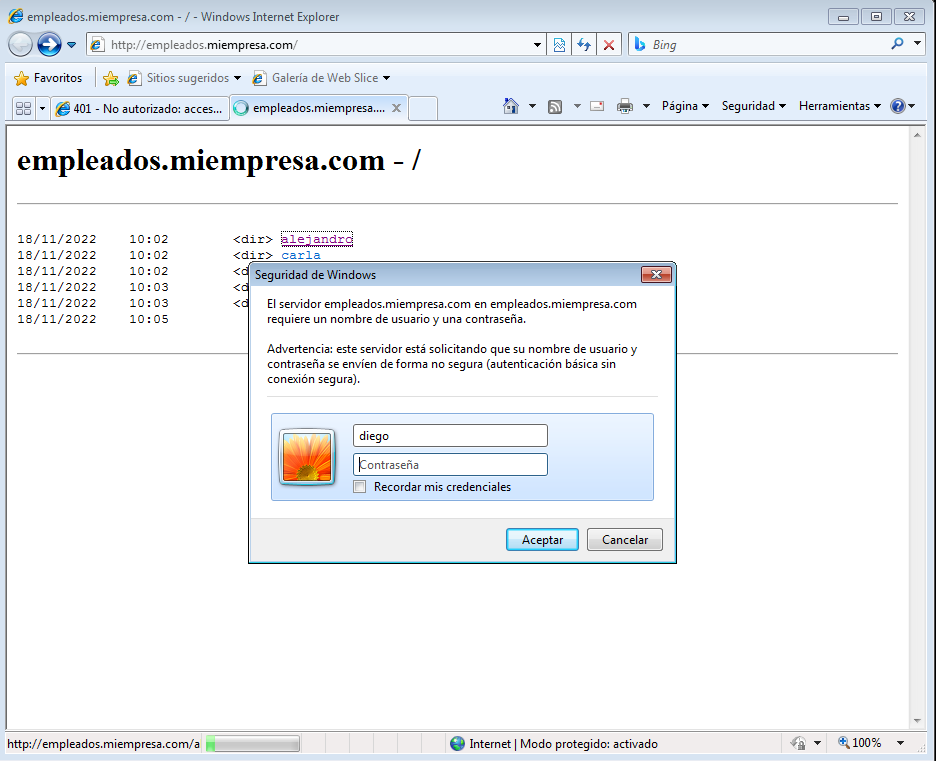 empleados.miempresa.com - / - Windows Internet Explorer
http://empleados.miempresa.com/
Bing
Favoritos
Sitios sugeridos
Galería de Web Slice
401 - No autorizado: acces...
empleados.miempresa....
Página
Seguridad
Herramientas
empleados.miempresa.com - /
18/11/2022 10:02 <dir> alejandro
18/11/2022 10:02 <dir> carla
18/11/2022 10:02 <d
18/11/2022 10:03 <d
18/11/2022 10:03 <d
18/11/2022 10:05
Seguridad de Windows
El servidor empleados.miempresa.com en empleados.miempresa.com
requiere un nombre de usuario y una contraseña.
Advertencia: este servidor está solicitando que su nombre de usuario y
contraseña se envíen de forma no segura (autenticación básica sin
conexión segura).
diego
Contraseña
Recordar mis credenciales
Aceptar
Cancelar
http://empleados.miempresa.com/a
Internet | Modo protegido: activado
100%